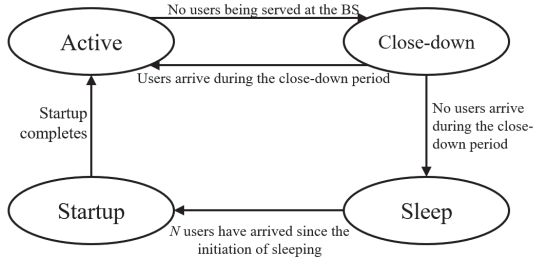 No users being served at the BS
Active
Close-down
Users arrive during the close-down period
Startup
completes
No users arrive
during the close-
down period
Startup
Sleep
N users have arrived since the
initiation of sleeping